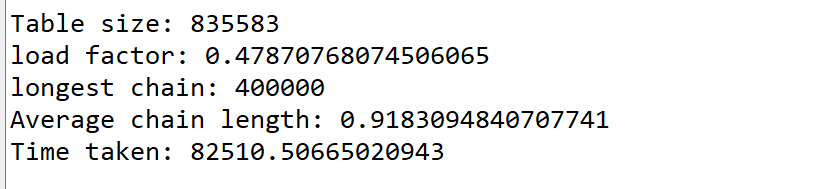 Table size: 835583
load factor: 0.47870768074506065
longest chain: 400000
Average chain length: 0.9183094840707741
Time taken: 82510.50665020943